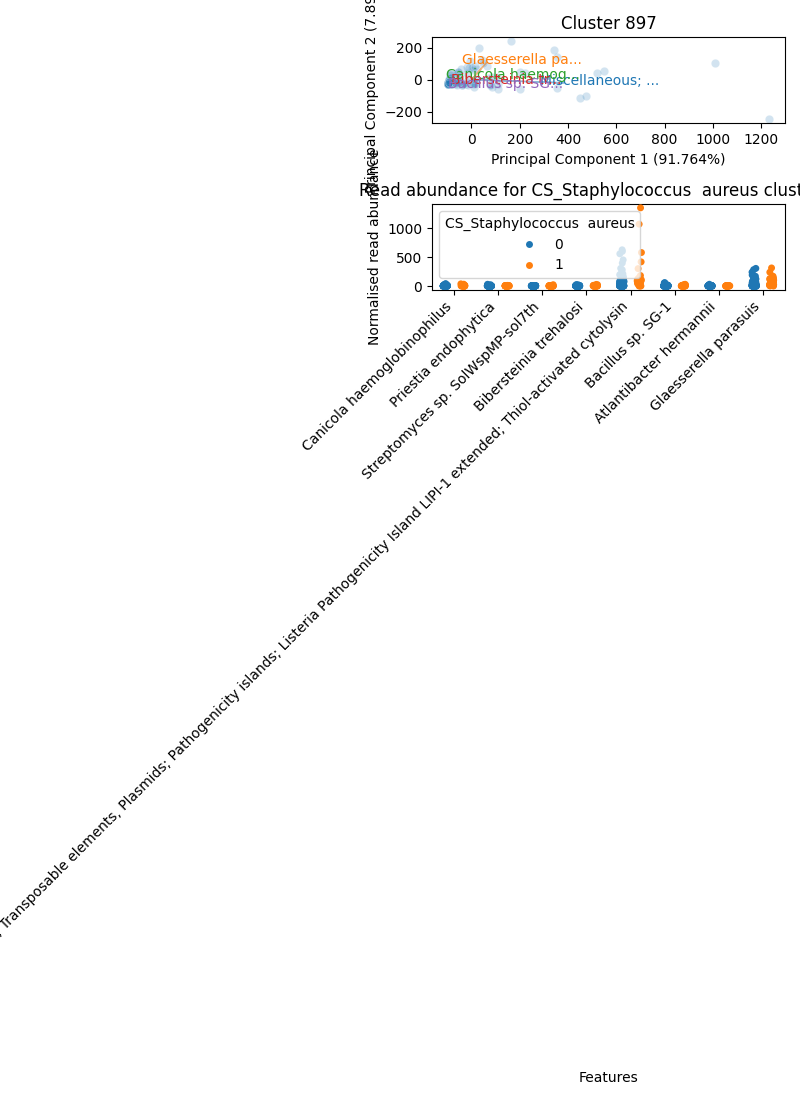 Cluster 897
Principal Component 2 (7.89
200
0
−200
Glaesserella pa...
Canicola haemog...
Bibersteinia tr...
Miscellaneous; ...
Bacillus sp. SG...
0
200
400
600
800
1000
1200
Principal Component 1 (91.764%)
Read abundance for CS_Staphylococcus  aureus clust
Normalised read abundance
1000
500
0
CS_Staphylococcus  aureus
0
1
Canicola haemoglobinophilus
Priestia endophytica
Streptomyces sp. SolWspMP-sol7th
Bibersteinia trehalosi
, Transposable elements, Plasmids; Pathogenicity islands; Listeria Pathogenicity Island LIPI-1 extended; Thiol-activated cytolysin
Bacillus sp. SG-1
Atlantibacter hermannii
Glaesserella parasuis
Features